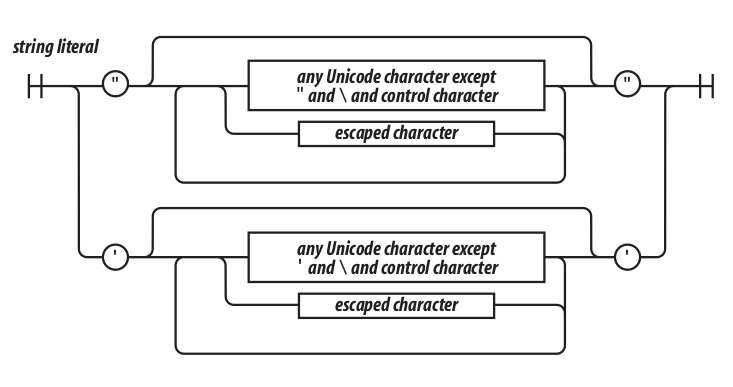 string literal
" "
any Unicode character except
" and \ and control character
escaped character
' '
any Unicode character except
' and \ and control character
escaped character